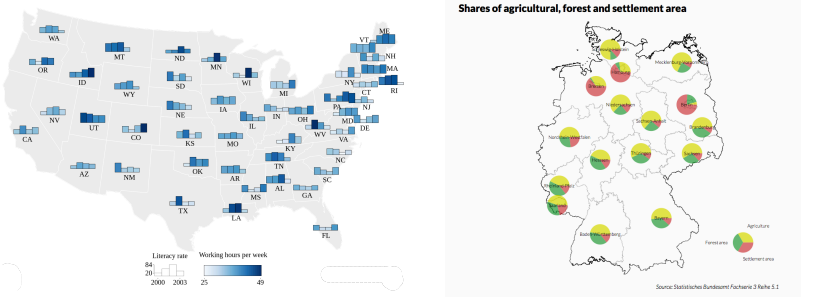 ME
VT
WA
MT
ND
MN
NH
OR
ID
WI
MA
SD
NY
WY
MI
CT
RI
IA
PA
NJ
NV
NE
IN
OH
MD
UT
IL
DE
CA
CO
KS
MO
WV
VA
KY
NC
AZ
NM
OK
AR
TN
SC
AL
GA
MS
TX
LA
FL
Literacy rate
84
20
2000 2003
Working hours per week
25 49
Shares of agricultural, forest and settlement area
Hamburg
Bremen
Niedersachsen
Berlin
Sachsen-Anhalt
Brandenburg
Nordrhein-Westfalen
Hessen
Thüringen
Sachsen
Rheinland-Pfalz
Saarland
Bayern
Baden-Württemberg
Agriculture
Forest area
Settlement area
Source: Statistisches Bundesamt Fachserie 3 Reihe 5.1